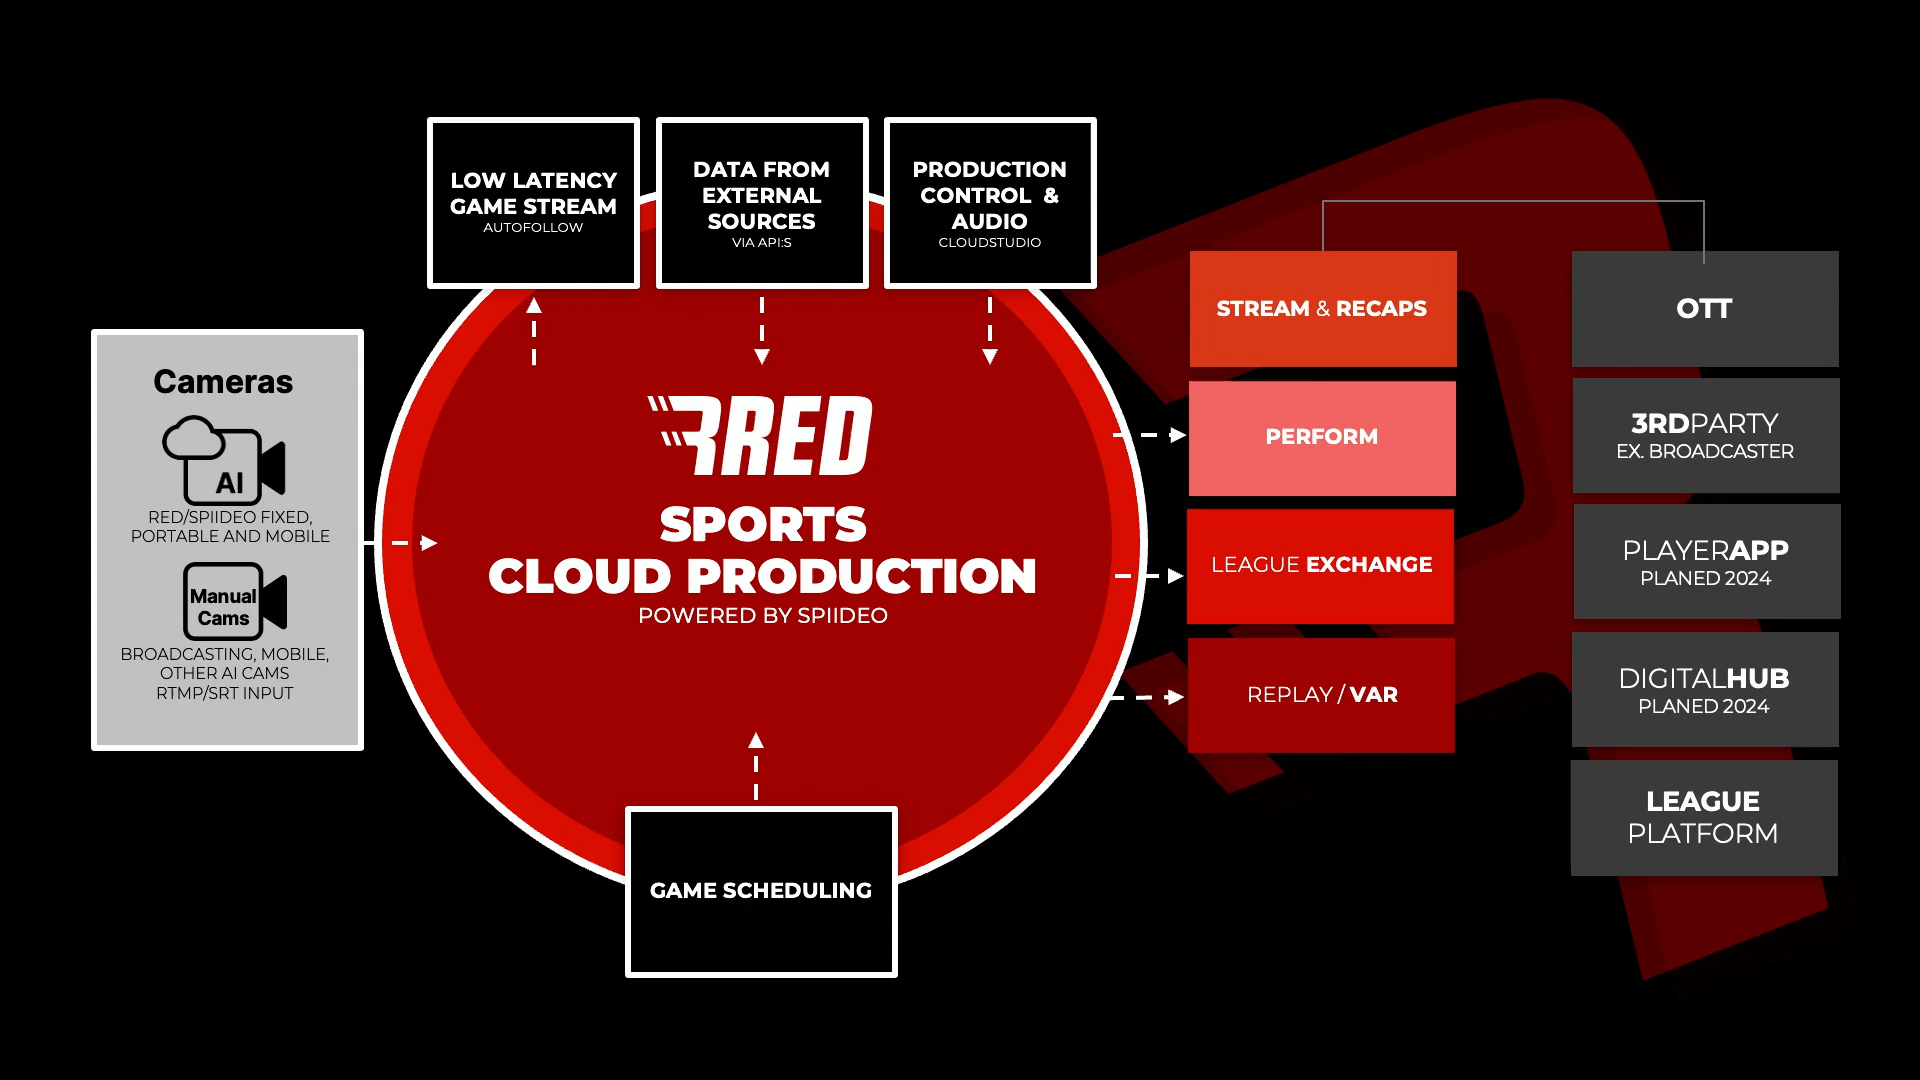 LOW LATENCY
GAME STREAM
AUTOFOLLOW
DATA FROM
EXTERNAL
SOURCES
VIA API:S
PRODUCTION
CONTROL &
AUDIO
CLOUDSTUDIO
Cameras
AI
RED/SPIIDEO FIXED,
PORTABLE AND MOBILE
Manual
Cams
BROADCASTING, MOBILE,
OTHER AI CAMS
RTMP/SRT INPUT
RED
SPORTS
CLOUD PRODUCTION
POWERED BY SPIIDEO
GAME SCHEDULING
STREAM & RECAPS
PERFORM
LEAGUE EXCHANGE
REPLAY / VAR
OTT
3RDPARTY
EX. BROADCASTER
PLAYERAPP
PLANED 2024
DIGITALHUB
PLANED 2024
LEAGUE
PLATFORM